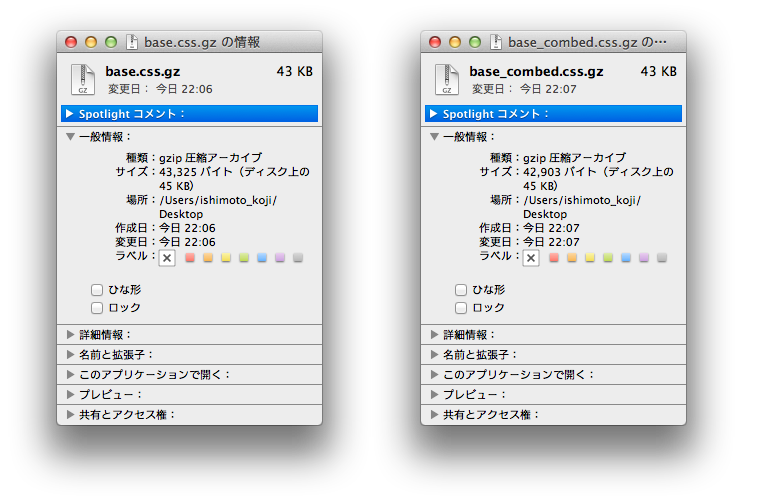 base.css.gz の情報
GZ
base.css.gz 43 KB
変更日： 今日 22:06
Spotlight コメント：
一般情報：
種類：gzip 圧縮アーカイブ
サイズ：43,325 バイト（ディスク上の
45 KB）
場所：/Users/ishimoto_koji/
Desktop
作成日：今日 22:06
変更日：今日 22:06
ラベル：
ひな形
ロック
詳細情報：
名前と拡張子：
このアプリケーションで開く：
プレビュー：
共有とアクセス権：
base_combed.css.gz の…
GZ
base_combed.css.gz 43 KB
変更日： 今日 22:07
Spotlight コメント：
一般情報：
種類：gzip 圧縮アーカイブ
サイズ：42,903 バイト（ディスク上の
45 KB）
場所：/Users/ishimoto_koji/
Desktop
作成日：今日 22:07
変更日：今日 22:07
ラベル：
ひな形
ロック
詳細情報：
名前と拡張子：
このアプリケーションで開く：
プレビュー：
共有とアクセス権：